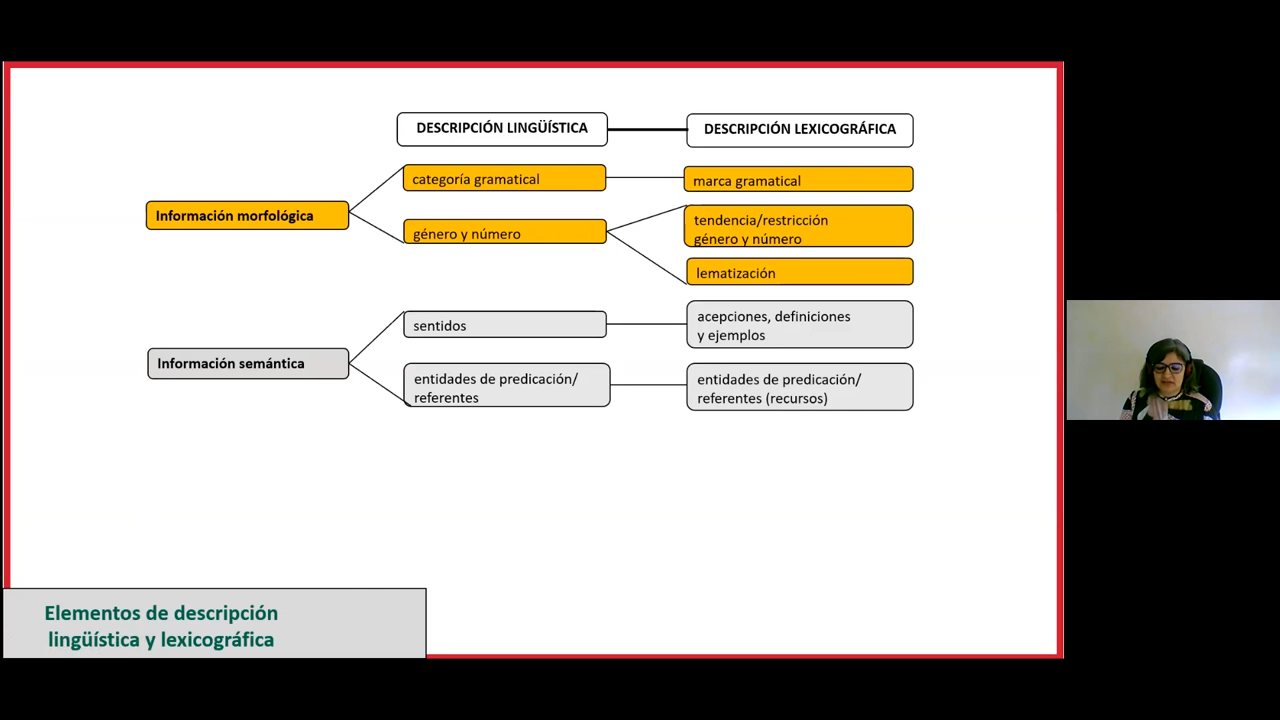 DESCRIPCIÓN LINGÜÍSTICA
DESCRIPCIÓN LEXICOGRÁFICA
Información morfológica
categoría gramatical
marca gramatical
género y número
tendencia/restricción
género y número
lematización
Información semántica
sentidos
acepciones, definiciones
y ejemplos
entidades de predicación/
referentes
entidades de predicación/
referentes (recursos)
Elementos de descripción
lingüística y lexicográfica